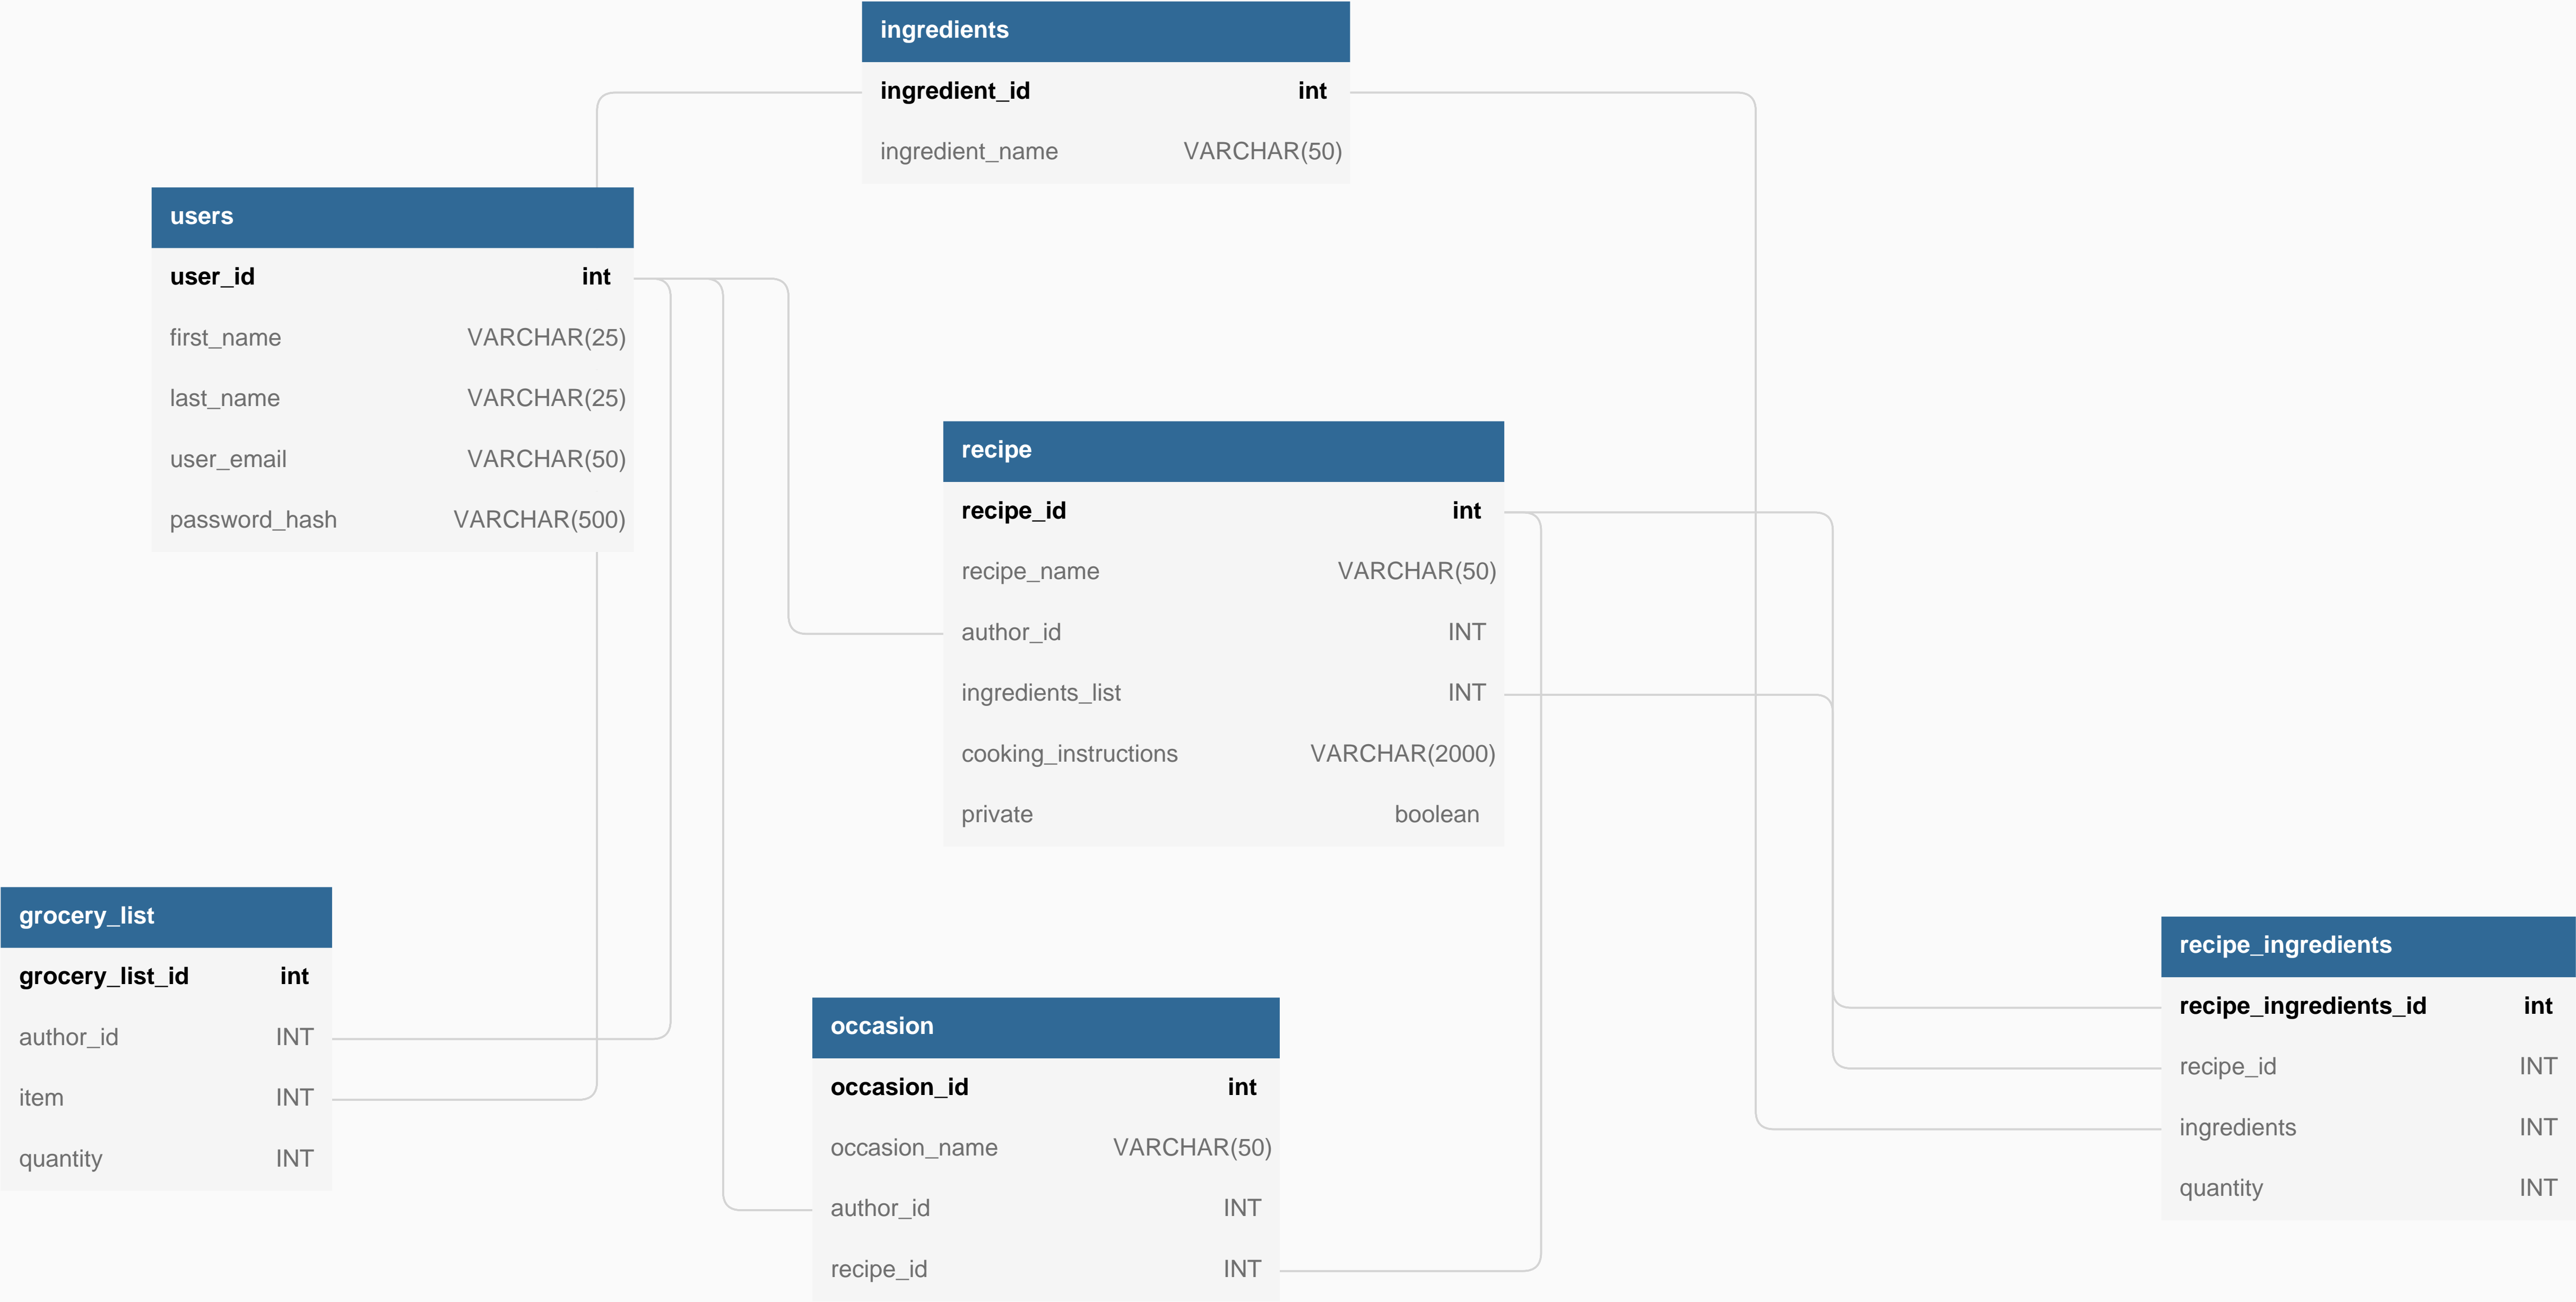 ingredients
ingredient_id int
ingredient_name VARCHAR(50)
users
user_id int
first_name VARCHAR(25)
last_name VARCHAR(25)
user_email VARCHAR(50)
password_hash VARCHAR(500)
recipe
recipe_id int
recipe_name VARCHAR(50)
author_id INT
ingredients_list INT
cooking_instructions VARCHAR(2000)
private boolean
grocery_list
grocery_list_id int
author_id INT
item INT
quantity INT
occasion
occasion_id int
occasion_name VARCHAR(50)
author_id INT
recipe_id INT
recipe_ingredients
recipe_ingredients_id int
recipe_id INT
ingredients INT
quantity INT